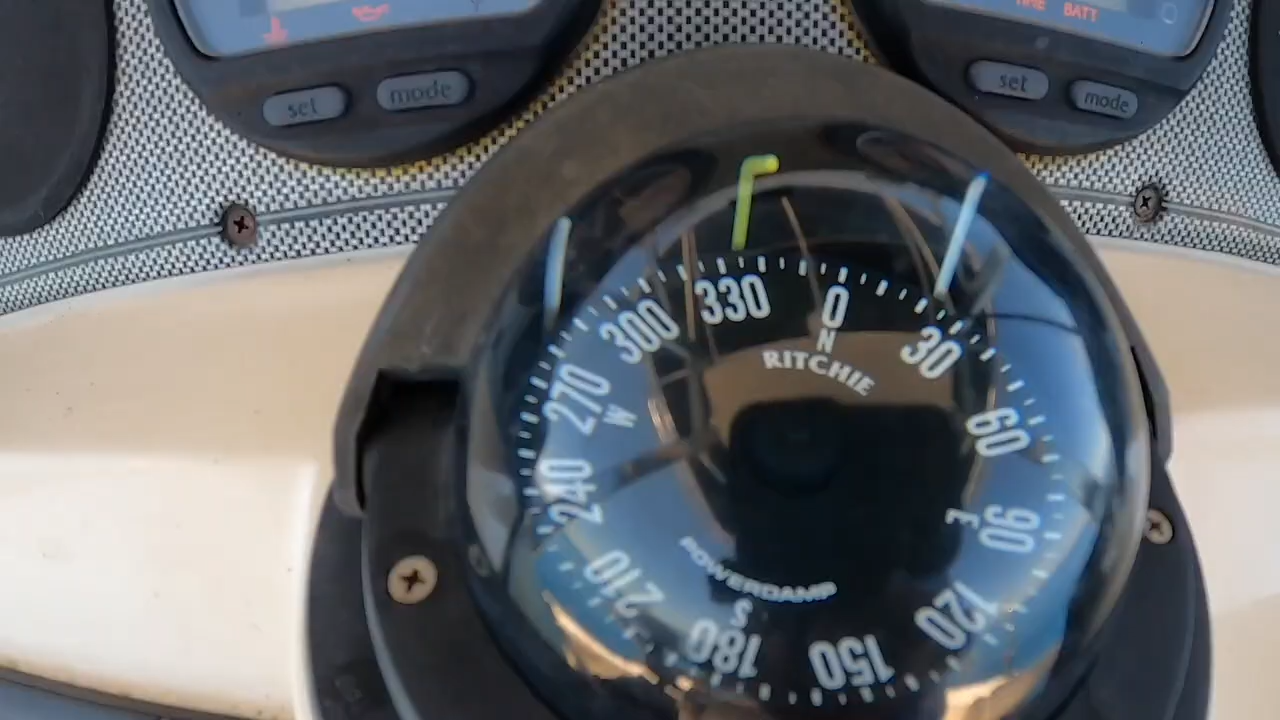 TIME BATT
set mode
set mode
330
0
N
300
30
RITCHIE
270
W
60
240
E
90
POWERDAMP
210
120
S
180
150